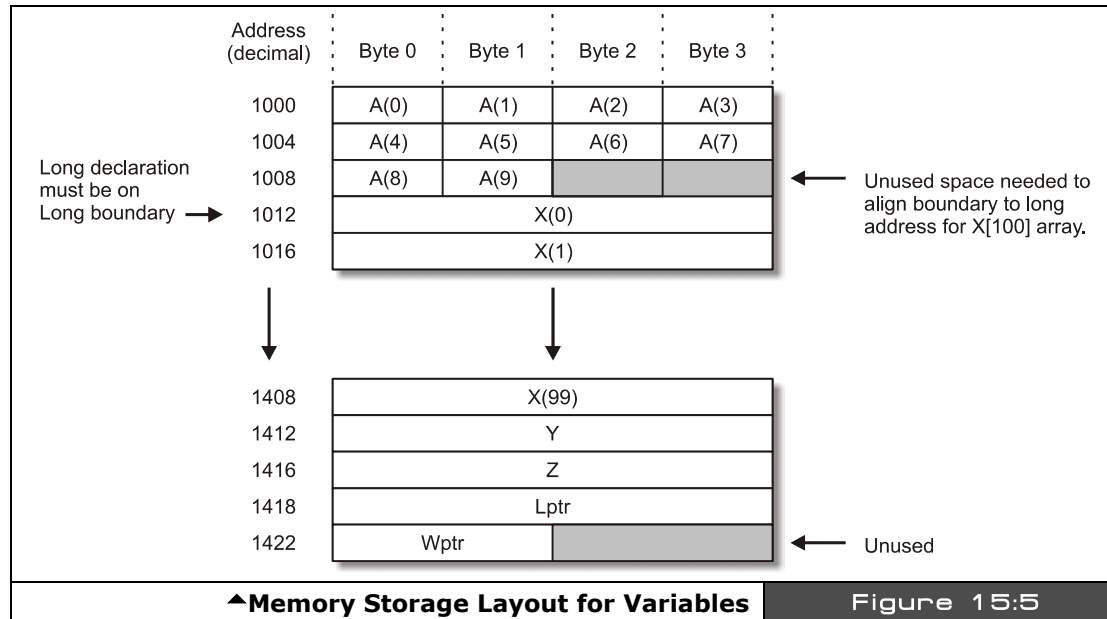 Address
(decimal)
Byte 0 Byte 1 Byte 2 Byte 3
1000 A(0) A(1) A(2) A(3)
1004 A(4) A(5) A(6) A(7)
1008 A(8) A(9)
1012 X(0)
1016 X(1)
Long declaration
must be on
Long boundary
Unused space needed to
align boundary to long
address for X[100] array.
1408 X(99)
1412 Y
1416 Z
1418 Lptr
1422 Wptr
Unused
Memory Storage Layout for Variables
Figure 15:5